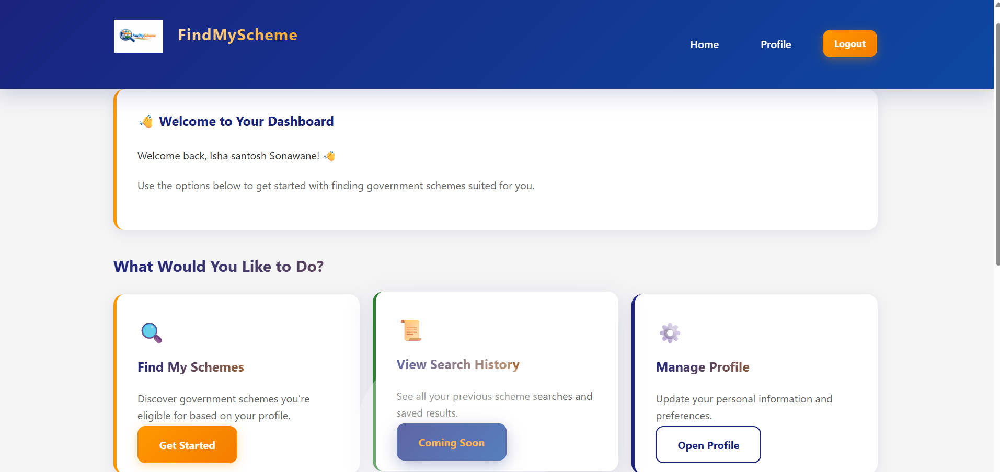 FindMyScheme
FindMyScheme
Home
Profile
Logout
👋 Welcome to Your Dashboard
Welcome back, Isha santosh Sonawane! 👋
Use the options below to get started with finding government schemes suited for you.
What Would You Like to Do?
Find My Schemes
Discover government schemes you're
eligible for based on your profile.
Get Started
View Search History
See all your previous scheme searches and
saved results.
Coming Soon
Manage Profile
Update your personal information and
preferences.
Open Profile